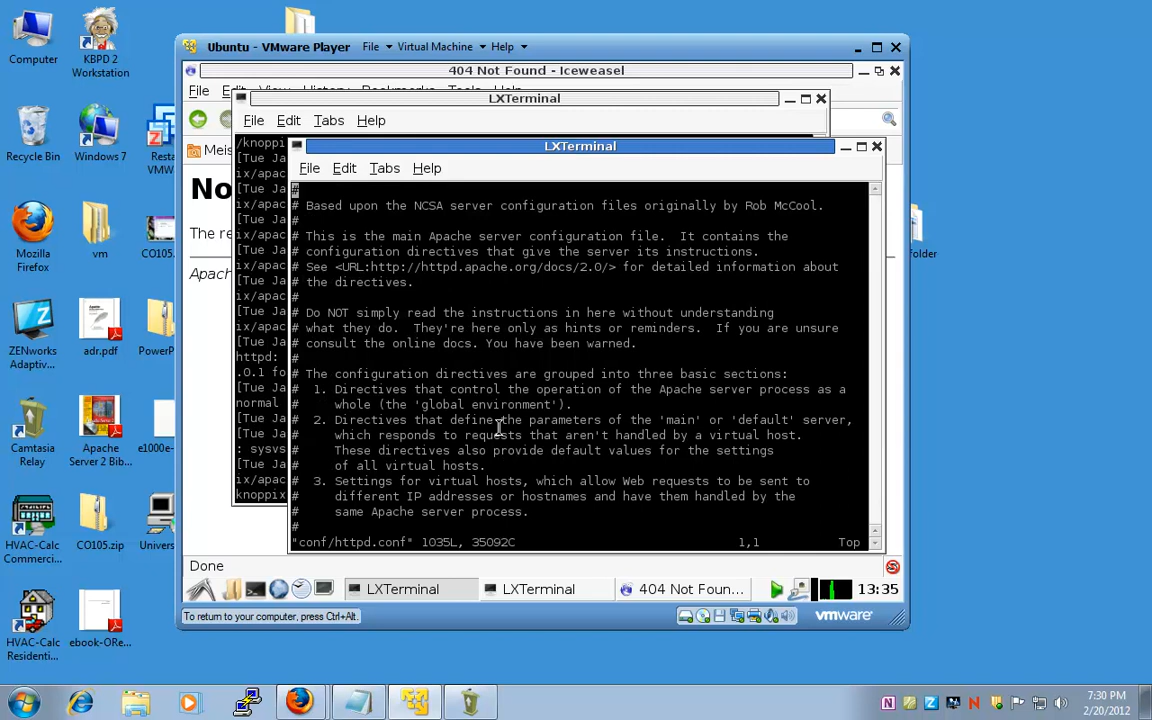 Computer
KBPD 2
Workstation
Recycle Bin
Windows 7
Resta
VMW
Mozilla
Firefox
vm
CO105
ZENworks
Adaptiv...
adr.pdf
PowerP
Camtasia
Relay
Apache
Server 2 Bib...
e1000e-
HVAC-Calc
Commerci...
CO105.zip
Univers
HVAC-Calc
Residenti...
ebook-ORe...
folder
Ubuntu - VMware Player
File
Virtual Machine
Help
404 Not Found - Iceweasel
File
Edit View History Bookmarks Tools Help
Meis
No
The re
Apac
LXTerminal
File Edit Tabs Help
/knoppi
[Tue Ja
ix/apac
[Tue Ja
ix/apac
[Tue Ja
ix/apac
[Tue Ja
ix/apac
[Tue Ja
ix/apac
[Tue Ja
ix/apac
[Tue Ja
httpd:
.0.1 fo
[Tue Ja
normal
[Tue Ja
[Tue Ja
: sysvs
[Tue Ja
ix/apac
knoppix
LXTerminal
File Edit Tabs Help
#
# Based upon the NCSA server configuration files originally by Rob McCool.
#
# This is the main Apache server configuration file.  It contains the
# configuration directives that give the server its instructions.
# See <URL:http://httpd.apache.org/docs/2.0/> for detailed information about
# the directives.
#
# Do NOT simply read the instructions in here without understanding
# what they do.  They're here only as hints or reminders.  If you are unsure
# consult the online docs. You have been warned.
#
# The configuration directives are grouped into three basic sections:
#  1. Directives that control the operation of the Apache server process as a
#     whole (the 'global environment').
#  2. Directives that define the parameters of the 'main' or 'default' server,
#     which responds to requests that aren't handled by a virtual host.
#     These directives also provide default values for the settings
#     of all virtual hosts.
#  3. Settings for virtual hosts, which allow Web requests to be sent to
#     different IP addresses or hostnames and have them handled by the
#     same Apache server process.
#
"conf/httpd.conf" 1035L, 35092C 1,1 Top
Done
LXTerminal
LXTerminal
404 Not Foun...
13:35
To return to your computer, press Ctrl+Alt.
vmware
7:30 PM
2/20/2012